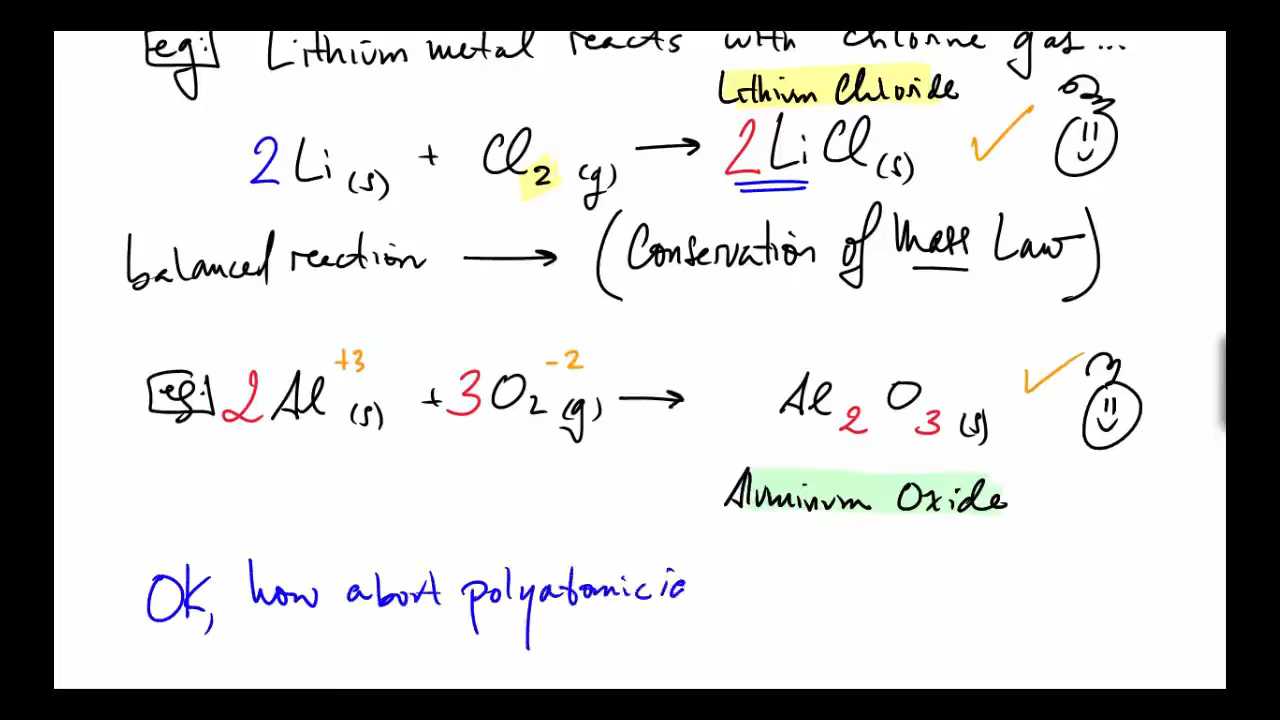 eg: Lithium metal reacts with chlorine gas...
Lithium Chloride
2Li (s) + Cl2 (g) → 2LiCl (s) ✓
balanced reaction → (Conservation of Mass Law)
eg: 2Al+3 (s) + 3O2-2 (g) → Al2O3 (s) ✓
Aluminum Oxide
OK, how about polyatomic io